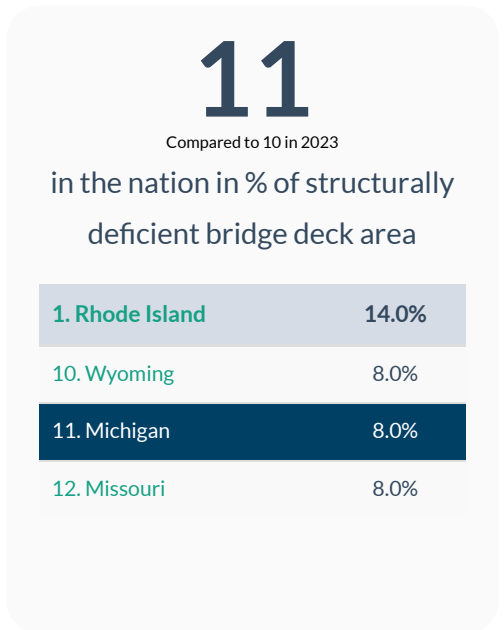 11
Compared to 10 in 2023
in the nation in % of structurally
deficient bridge deck area
1. Rhode Island 14.0%
10. Wyoming 8.0%
11. Michigan 8.0%
12. Missouri 8.0%